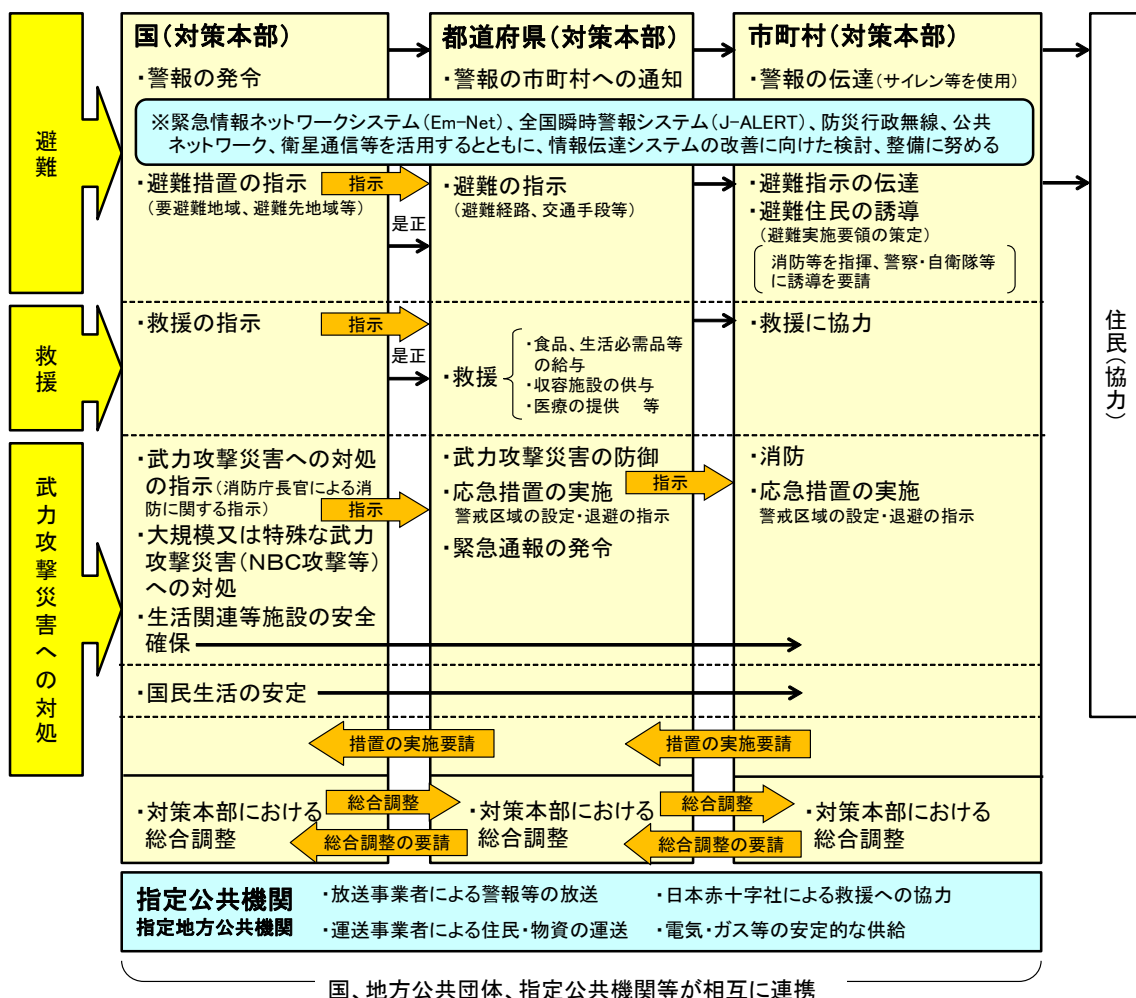 国(対策本部)
都道府県(対策本部)
市町村(対策本部)
避難
・警報の発令
・警報の市町村への通知
・警報の伝達(サイレン等を使用)
※緊急情報ネットワークシステム(Em-Net)、全国瞬時警報システム(J-ALERT)、防災行政無線、公共
ネットワーク、衛星通信等を活用するとともに、情報伝達システムの改善に向けた検討、整備に努める
・避難措置の指示
(要避難地域、避難先地域等)
指示
是正
・避難の指示
(避難経路、交通手段等)
・避難指示の伝達
・避難住民の誘導
(避難実施要領の策定)
消防等を指揮、警察・自衛隊等
に誘導を要請
救援
・救援の指示
指示
是正
・救援
・食品、生活必需品等
の給与
・収容施設の供与
・医療の提供 等
・救援に協力
住民(協力)
武力攻撃災害への対処
・武力攻撃災害への対処
の指示(消防庁長官による消
防に関する指示)
指示
・大規模又は特殊な武力
攻撃災害(NBC攻撃等)
への対処
・生活関連等施設の安全
確保
・武力攻撃災害の防御
・応急措置の実施
警戒区域の設定・退避の指示
・緊急通報の発令
指示
・消防
・応急措置の実施
警戒区域の設定・退避の指示
・国民生活の安定
措置の実施要請
措置の実施要請
・対策本部における
総合調整
総合調整
総合調整の要請
・対策本部における
総合調整
総合調整
総合調整の要請
・対策本部における
総合調整
指定公共機関
指定地方公共機関
・放送事業者による警報等の放送
・日本赤十字社による救援への協力
・運送事業者による住民・物資の運送
・電気・ガス等の安定的な供給
国、地方公共団体、指定公共機関等が相互に連携